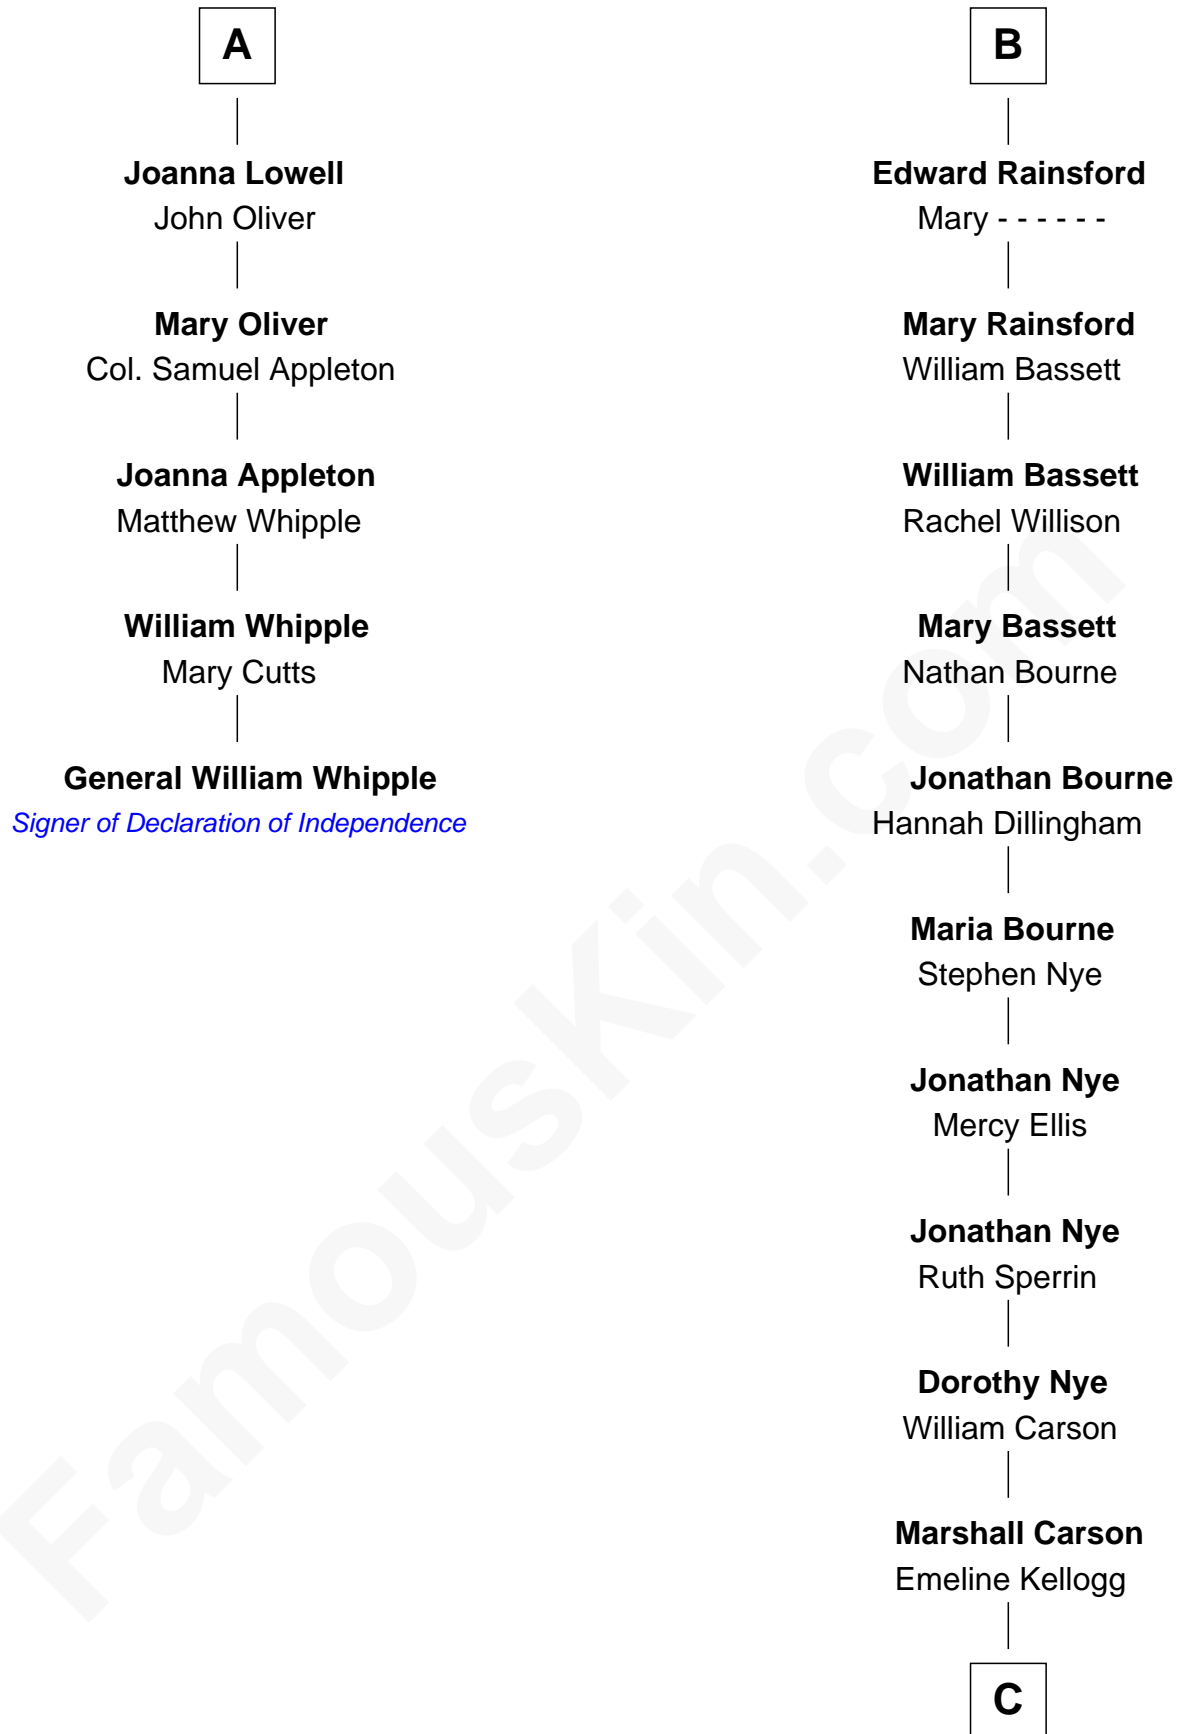 A
Joanna Lowell
John Oliver
Mary Oliver
Col. Samuel Appleton
Joanna Appleton
Matthew Whipple
William Whipple
Mary Cutts
General William Whipple
Signer of Declaration of Independence
B
Edward Rainsford
Mary - - - - - -
Mary Rainsford
William Bassett
William Bassett
Rachel Willison
Mary Bassett
Nathan Bourne
Jonathan Bourne
Hannah Dillingham
Maria Bourne
Stephen Nye
Jonathan Nye
Mercy Ellis
Jonathan Nye
Ruth Sperrin
Dorothy Nye
William Carson
Marshall Carson
Emeline Kellogg
C
FamousKin.com